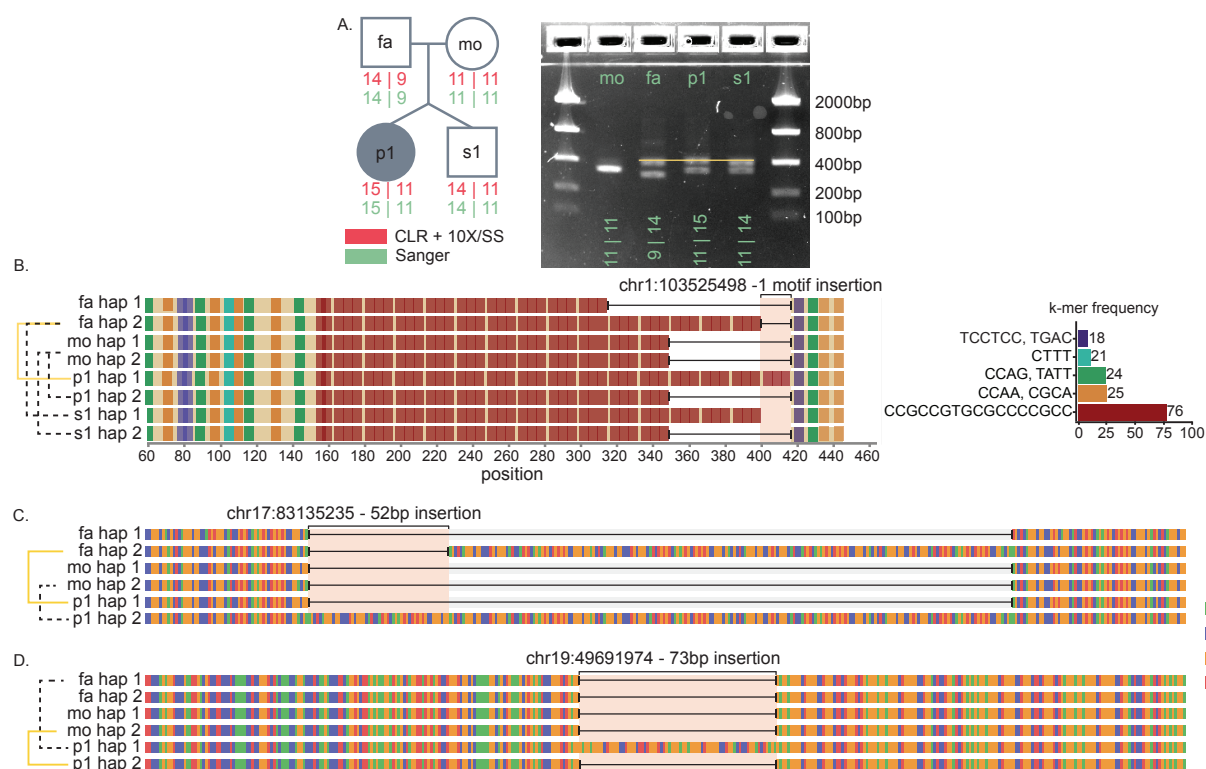 A.
fa
mo
14 | 9
11 | 11
14 | 9
11 | 11
p1
s1
15 | 11
14 | 11
15 | 11
14 | 11
CLR + 10X/SS
Sanger
mo fa p1 s1
2000bp
800bp
400bp
200bp
100bp
11 | 11
9 | 14
11 | 15
11 | 14
B.
chr1:103525498 -1 motif insertion
fa hap 1
fa hap 2
mo hap 1
mo hap 2
p1 hap 1
p1 hap 2
s1 hap 1
s1 hap 2
60 80 100 120 140 160 180 200 220 240 260 280 300 320 340 360 380 400 420 440 460
position
k-mer frequency
TCCTCC, TGAC 18
CTTT 21
CCAG, TATT 24
CCAA, CGCA 25
CCGCCGTGCGCCCCGCC 76
0 25 50 75 100
C.
chr17:83135235 - 52bp insertion
fa hap 1
fa hap 2
mo hap 1
mo hap 2
p1 hap 1
p1 hap 2
D.
chr19:49691974 - 73bp insertion
fa hap 1
fa hap 2
mo hap 1
mo hap 2
p1 hap 1
p1 hap 2